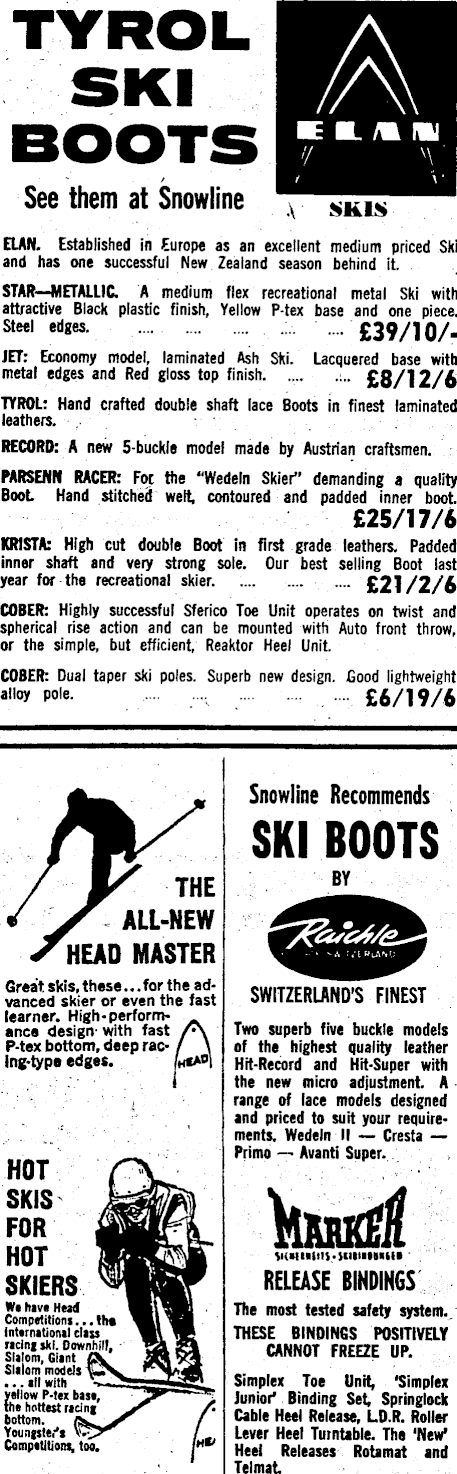 TYROL
SKI
BOOTS
See them at Snowline
ELAN
SKIS
ELAN. Established in Europe as an excellent medium priced Ski
and has one successful New Zealand season behind it.
STAR—METALLIC. A medium flex recreational metal Ski with
attractive Black plastic finish, Yellow P-tex base and one piece.
Steel edges. .... .... .... .... .... £39/10/-
JET: Economy model, laminated Ash Ski. Lacquered base with
metal edges and Red gloss top finish. .... .... £8/12/6
TYROL: Hand crafted double shaft lace Boots in finest laminated
leathers.
RECORD: A new 5-buckle model made by Austrian craftsmen.
PARSENN RACER: For the "Wedeln Skier" demanding a quality
Boot. Hand stitched welt, contoured and padded inner boot.
£25/17/6
KRISTA: High cut double Boot in first grade leathers. Padded
inner shaft and very strong sole. Our best selling Boot last
year for the recreational skier. .... .... .... £21/2/6
COBER: Highly successful Sferico Toe Unit operates on twist and
spherical rise action and can be mounted with Auto front throw,
or the simple, but efficient, Reaktor Heel Unit.
COBER: Dual taper ski poles. Superb new design. Good lightweight
alloy pole. .... .... .... .... .... £6/19/6
THE
ALL-NEW
HEAD MASTER
Great skis, these...for the ad-
vanced skier or even the fast
learner. High-perform-
ance design with fast
P-tex bottom, deep rac-
ing-type edges.
HEAD
HOT
SKIS
FOR
HOT
SKIERS
We have Head
Competitions...the
international class
racing ski. Downhill,
Slalom, Giant
Slalom models
... all with
yellow P-tex base,
the hottest racing
bottom.
Youngster's
Competitions, too.
HE
Snowline Recommends
SKI BOOTS
BY
Raichle
SWITZERLAND
SWITZERLAND'S FINEST
Two superb five buckle models
of the highest quality leather
Hit-Record and Hit-Super with
the new micro adjustment. A
range of lace models designed
and priced to suit your require-
ments. Wedeln II — Cresta —
Primo — Avanti Super.
MARKER
SICHERHEITS-SKIBINDUNGEN
RELEASE BINDINGS
The most tested safety system.
THESE BINDINGS POSITIVELY
CANNOT FREEZE UP.
Simplex Toe Unit, 'Simplex
Junior' Binding Set, Springlock
Cable Heel Release, L.D.R. Roller
Lever Heel Turntable. The 'New'
Heel Releases Rotamat and
Telmat.